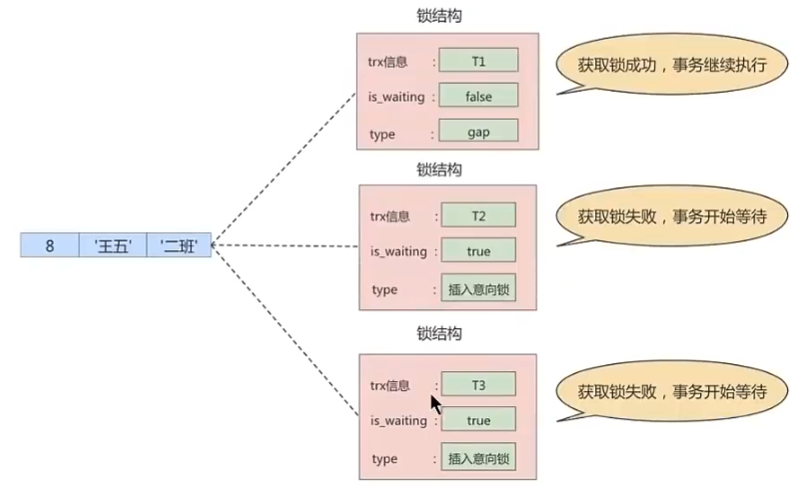 锁结构
trx信息 : T1
is_waiting : false
type : gap
获取锁成功，事务继续执行
锁结构
trx信息 : T2
is_waiting : true
type : 插入意向锁
获取锁失败，事务开始等待
8 '王五' '二班'
锁结构
trx信息 : T3
is_waiting : true
type : 插入意向锁
获取锁失败，事务开始等待